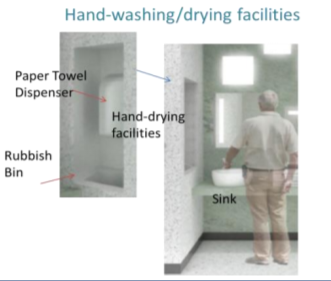 Hand-washing/drying facilities
Paper Towel
Dispenser
Hand-drying
facilities
Rubbish
Bin
Sink